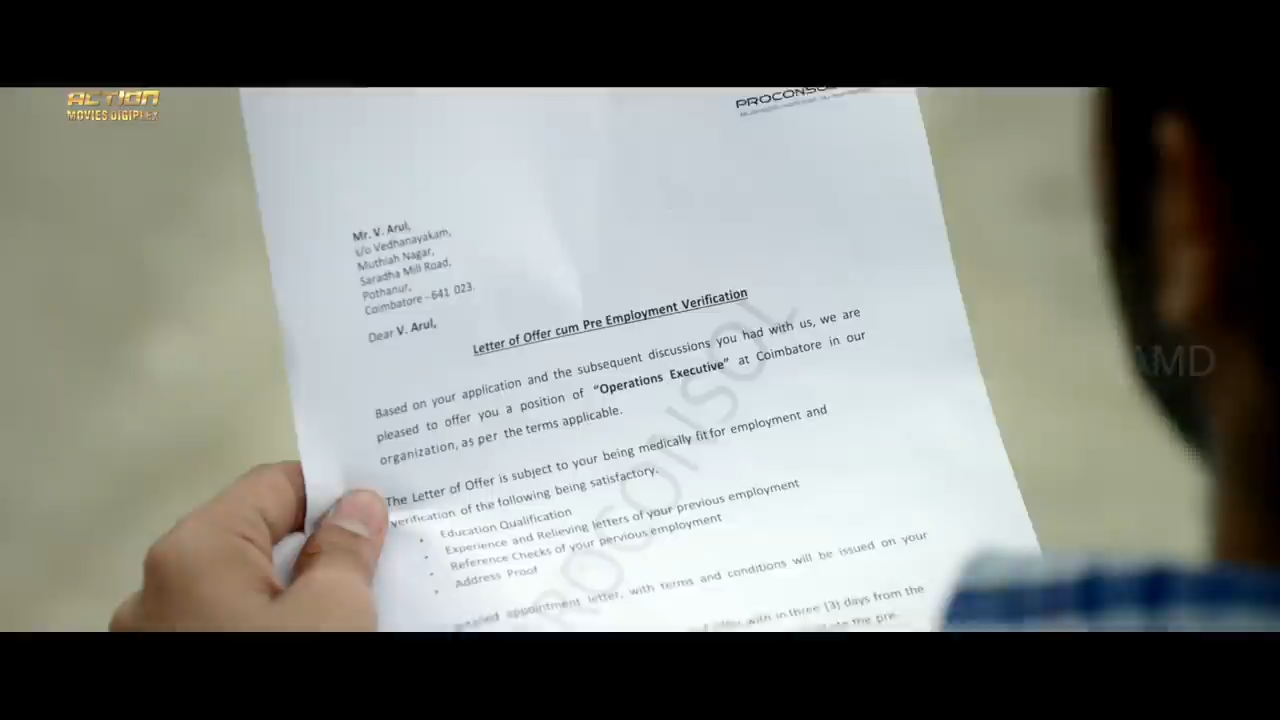 ACTION
MOVIES DIGIPLEX
PROCONSOL
Mr. V. Arul,
s/o Vedhanayakam,
Muthiah Nagar,
Saradha Mill Road,
Pothanur,
Coimbatore - 641 023.
Dear V. Arul,
Letter of Offer cum Pre Employment Verification
Based on your application and the subsequent discussions you had with us, we are
pleased to offer you a position of "Operations Executive" at Coimbatore in our
organization, as per the terms applicable.
The Letter of Offer is subject to your being medically fit for employment and
verification of the following being satisfactory.
• Education Qualification
• Experience and Relieving letters of your previous employment
• Reference Checks of your pervious employment
• Address Proof
appointment letter, with terms and conditions will be issued on your
offer with in three (3) days from the
the pre-
PROCONSOL
AMD